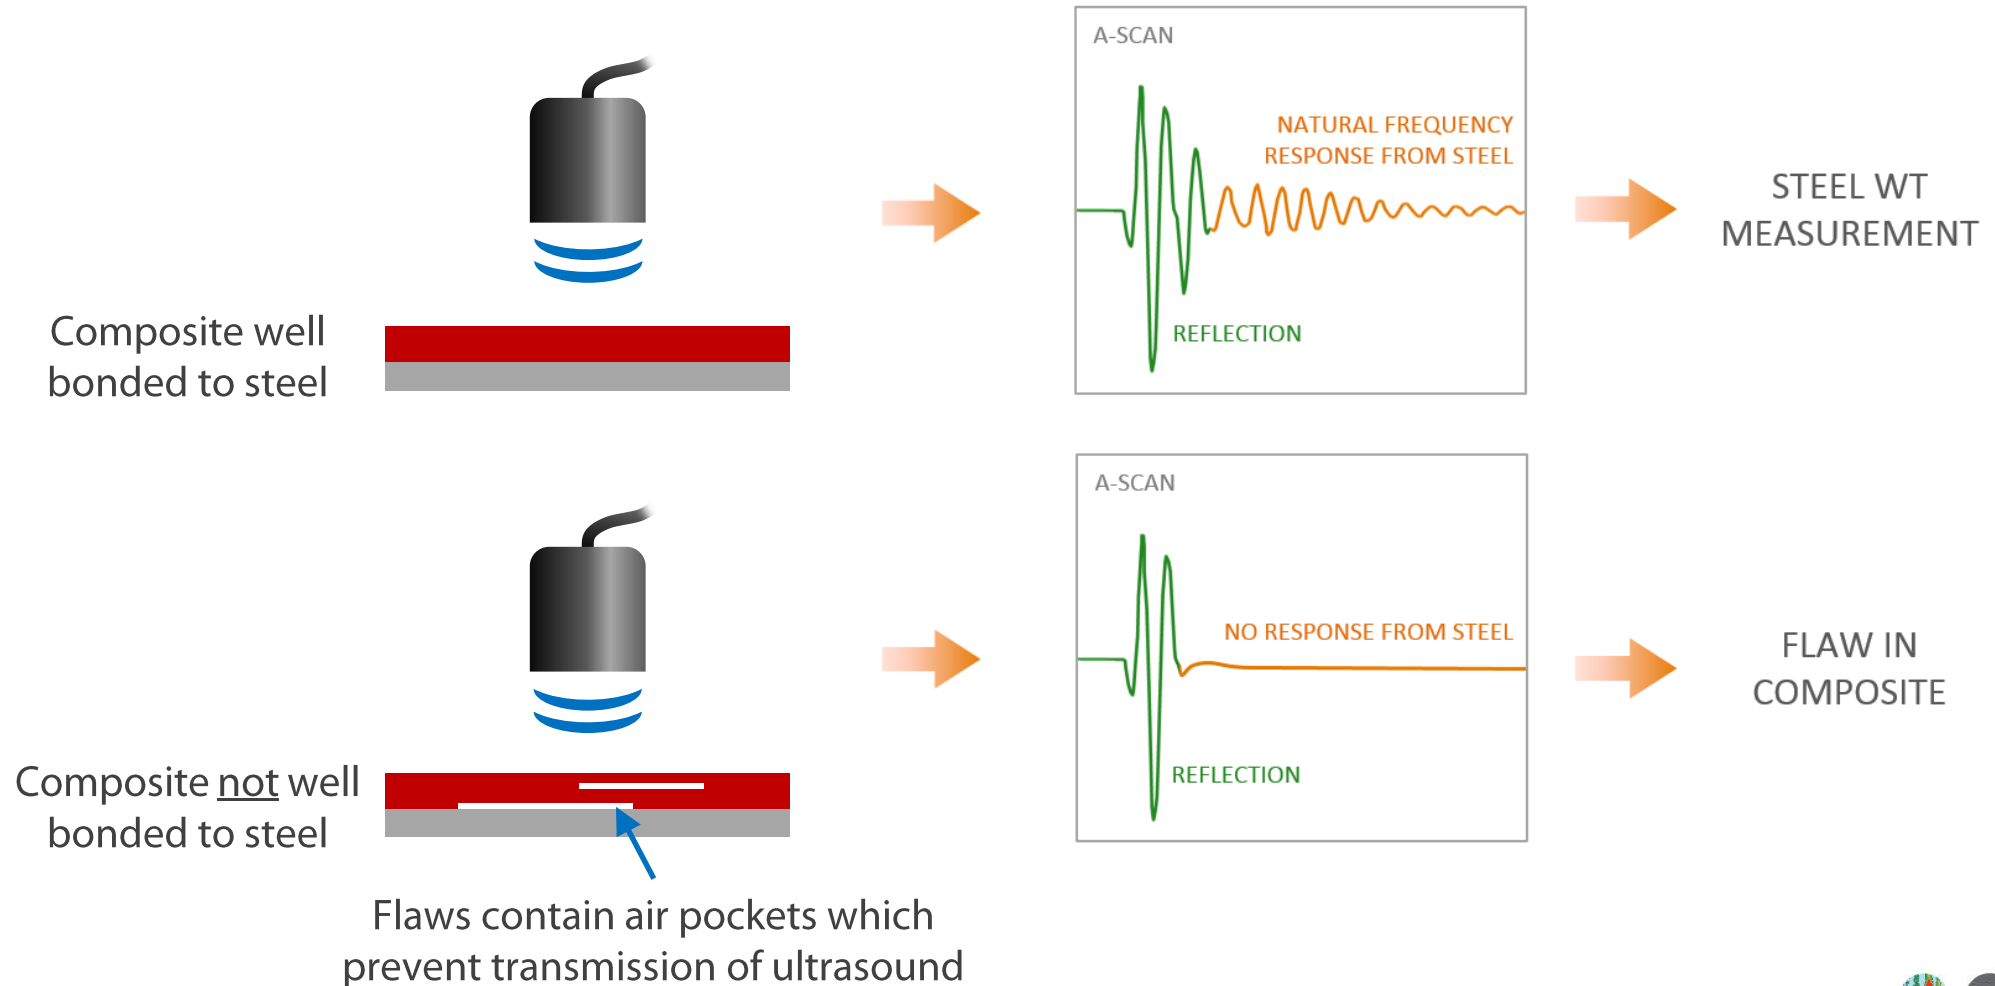 A-SCAN
NATURAL FREQUENCY
RESPONSE FROM STEEL
REFLECTION
STEEL WT
MEASUREMENT
Composite well
bonded to steel
A-SCAN
NO RESPONSE FROM STEEL
REFLECTION
FLAW IN
COMPOSITE
Composite not well
bonded to steel
Flaws contain air pockets which
prevent transmission of ultrasound